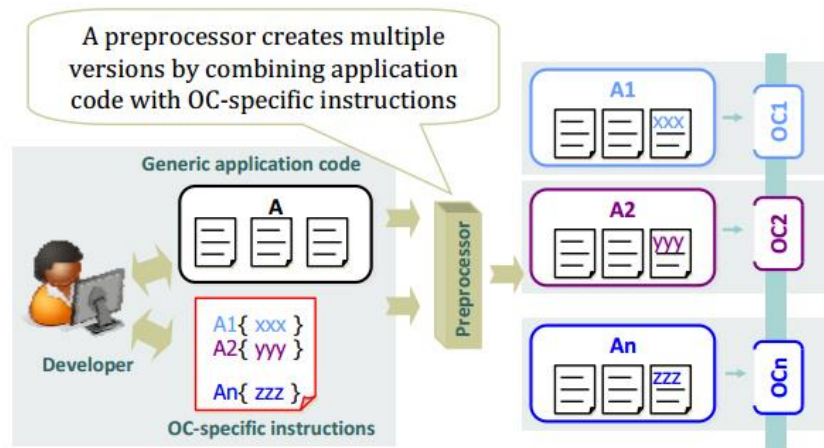 A preprocessor creates multiple
versions by combining application
code with OC-specific instructions
Generic application code
A
A1{ xxx }
A2{ yyy }
An{ zzz }
OC-specific instructions
Developer
Preprocessor
A1
xxx
OC1
A2
yyy
OC2
An
zzz
OCn